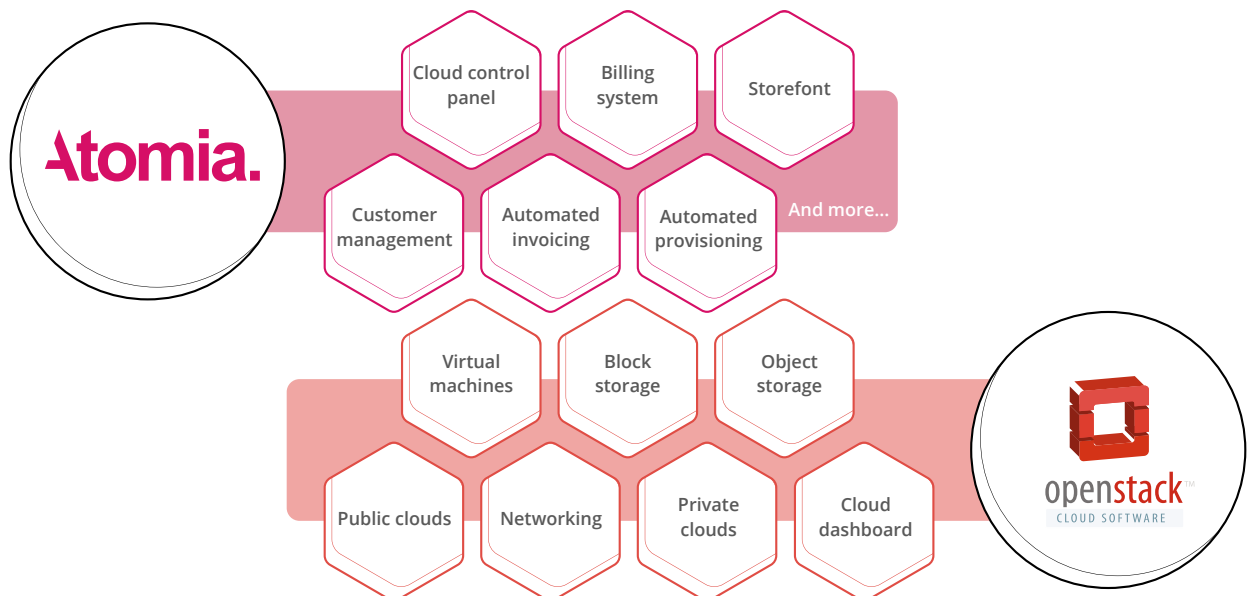 Cloud control
panel
Billing
system
Storefont
Atomia.
Customer
management
Automated
invoicing
Automated
provisioning
And more...
Virtual
machines
Block
storage
Object
storage
Public clouds
Networking
Private
clouds
Cloud
dashboard
openstack™
CLOUD SOFTWARE